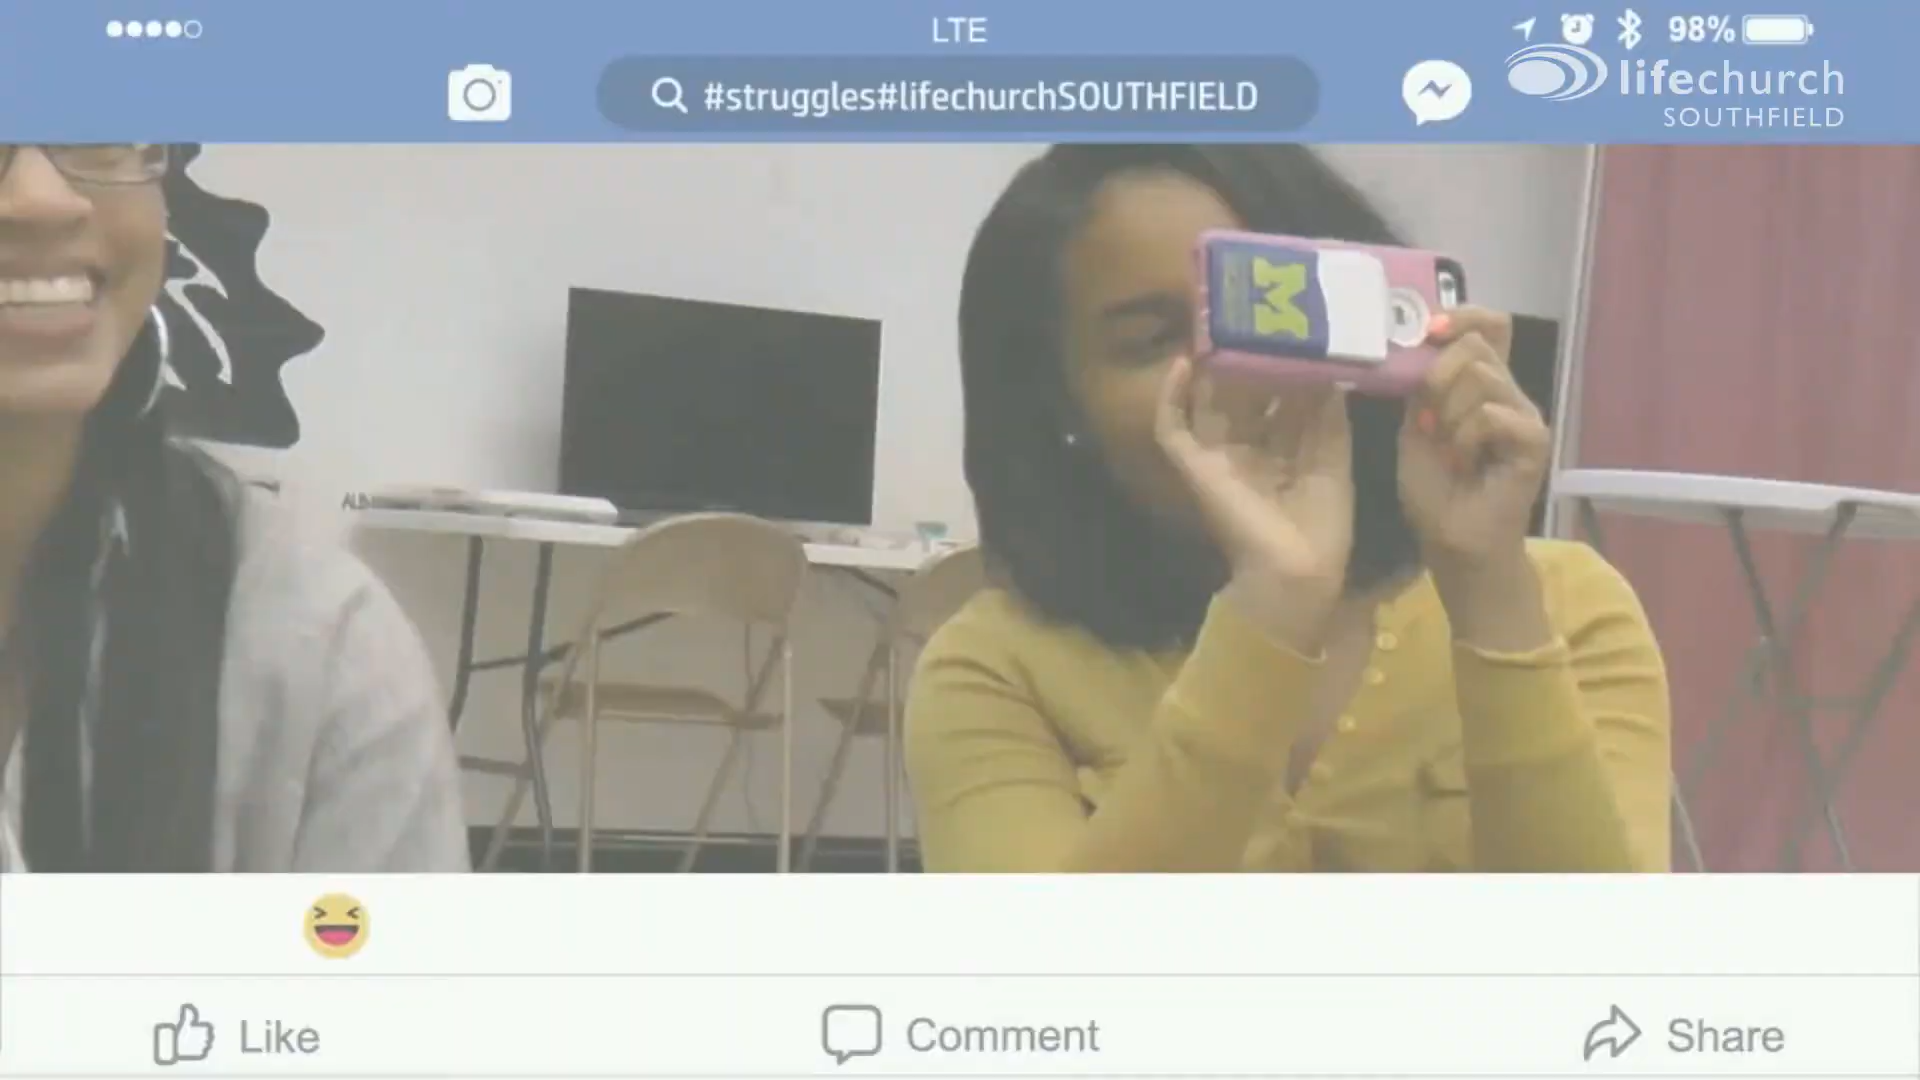 LTE
98%
#struggles#lifechurchSOUTHFIELD
lifechurch
SOUTHFIELD
M
Like
Comment
Share